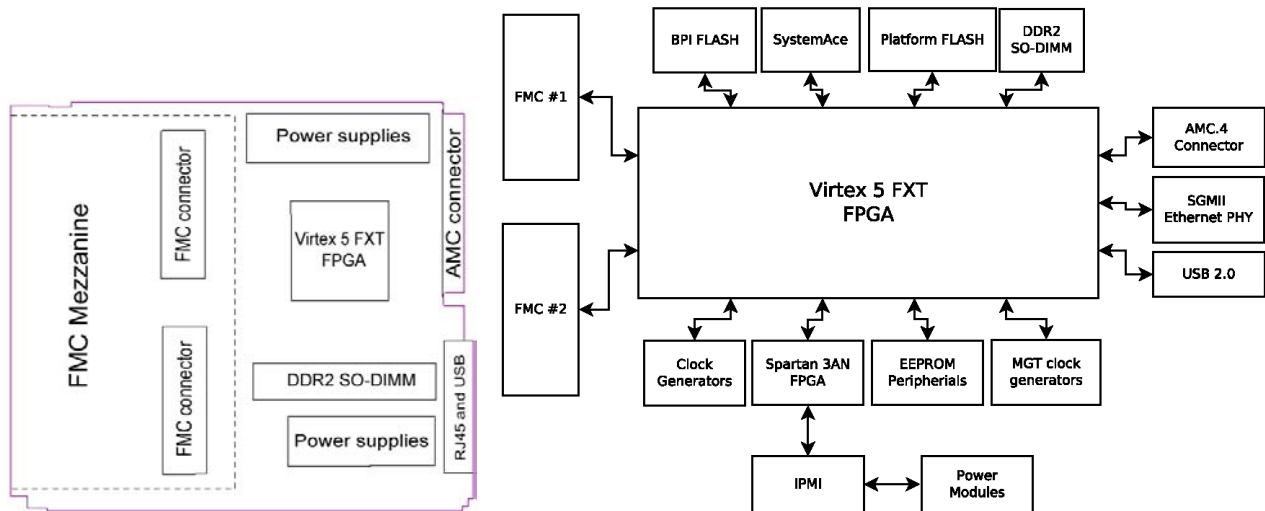 Power supplies
FMC Mezzanine
FMC connector
AMC connector
Virtex 5 FXT
FPGA
FMC connector
DDR2 SO-DIMM
RJ45 and USB
Power supplies
FMC #1
FMC #2
BPI FLASH
SystemAce
Platform FLASH
DDR2
SO-DIMM
Virtex 5 FXT
FPGA
AMC.4
Connector
SGMII
Ethernet PHY
USB 2.0
Clock
Generators
Spartan 3AN
FPGA
EEPROM
Peripherials
MGT clock
generators
IPMI
Power
Modules